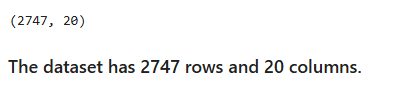 (2747, 20)
The dataset has 2747 rows and 20 columns.